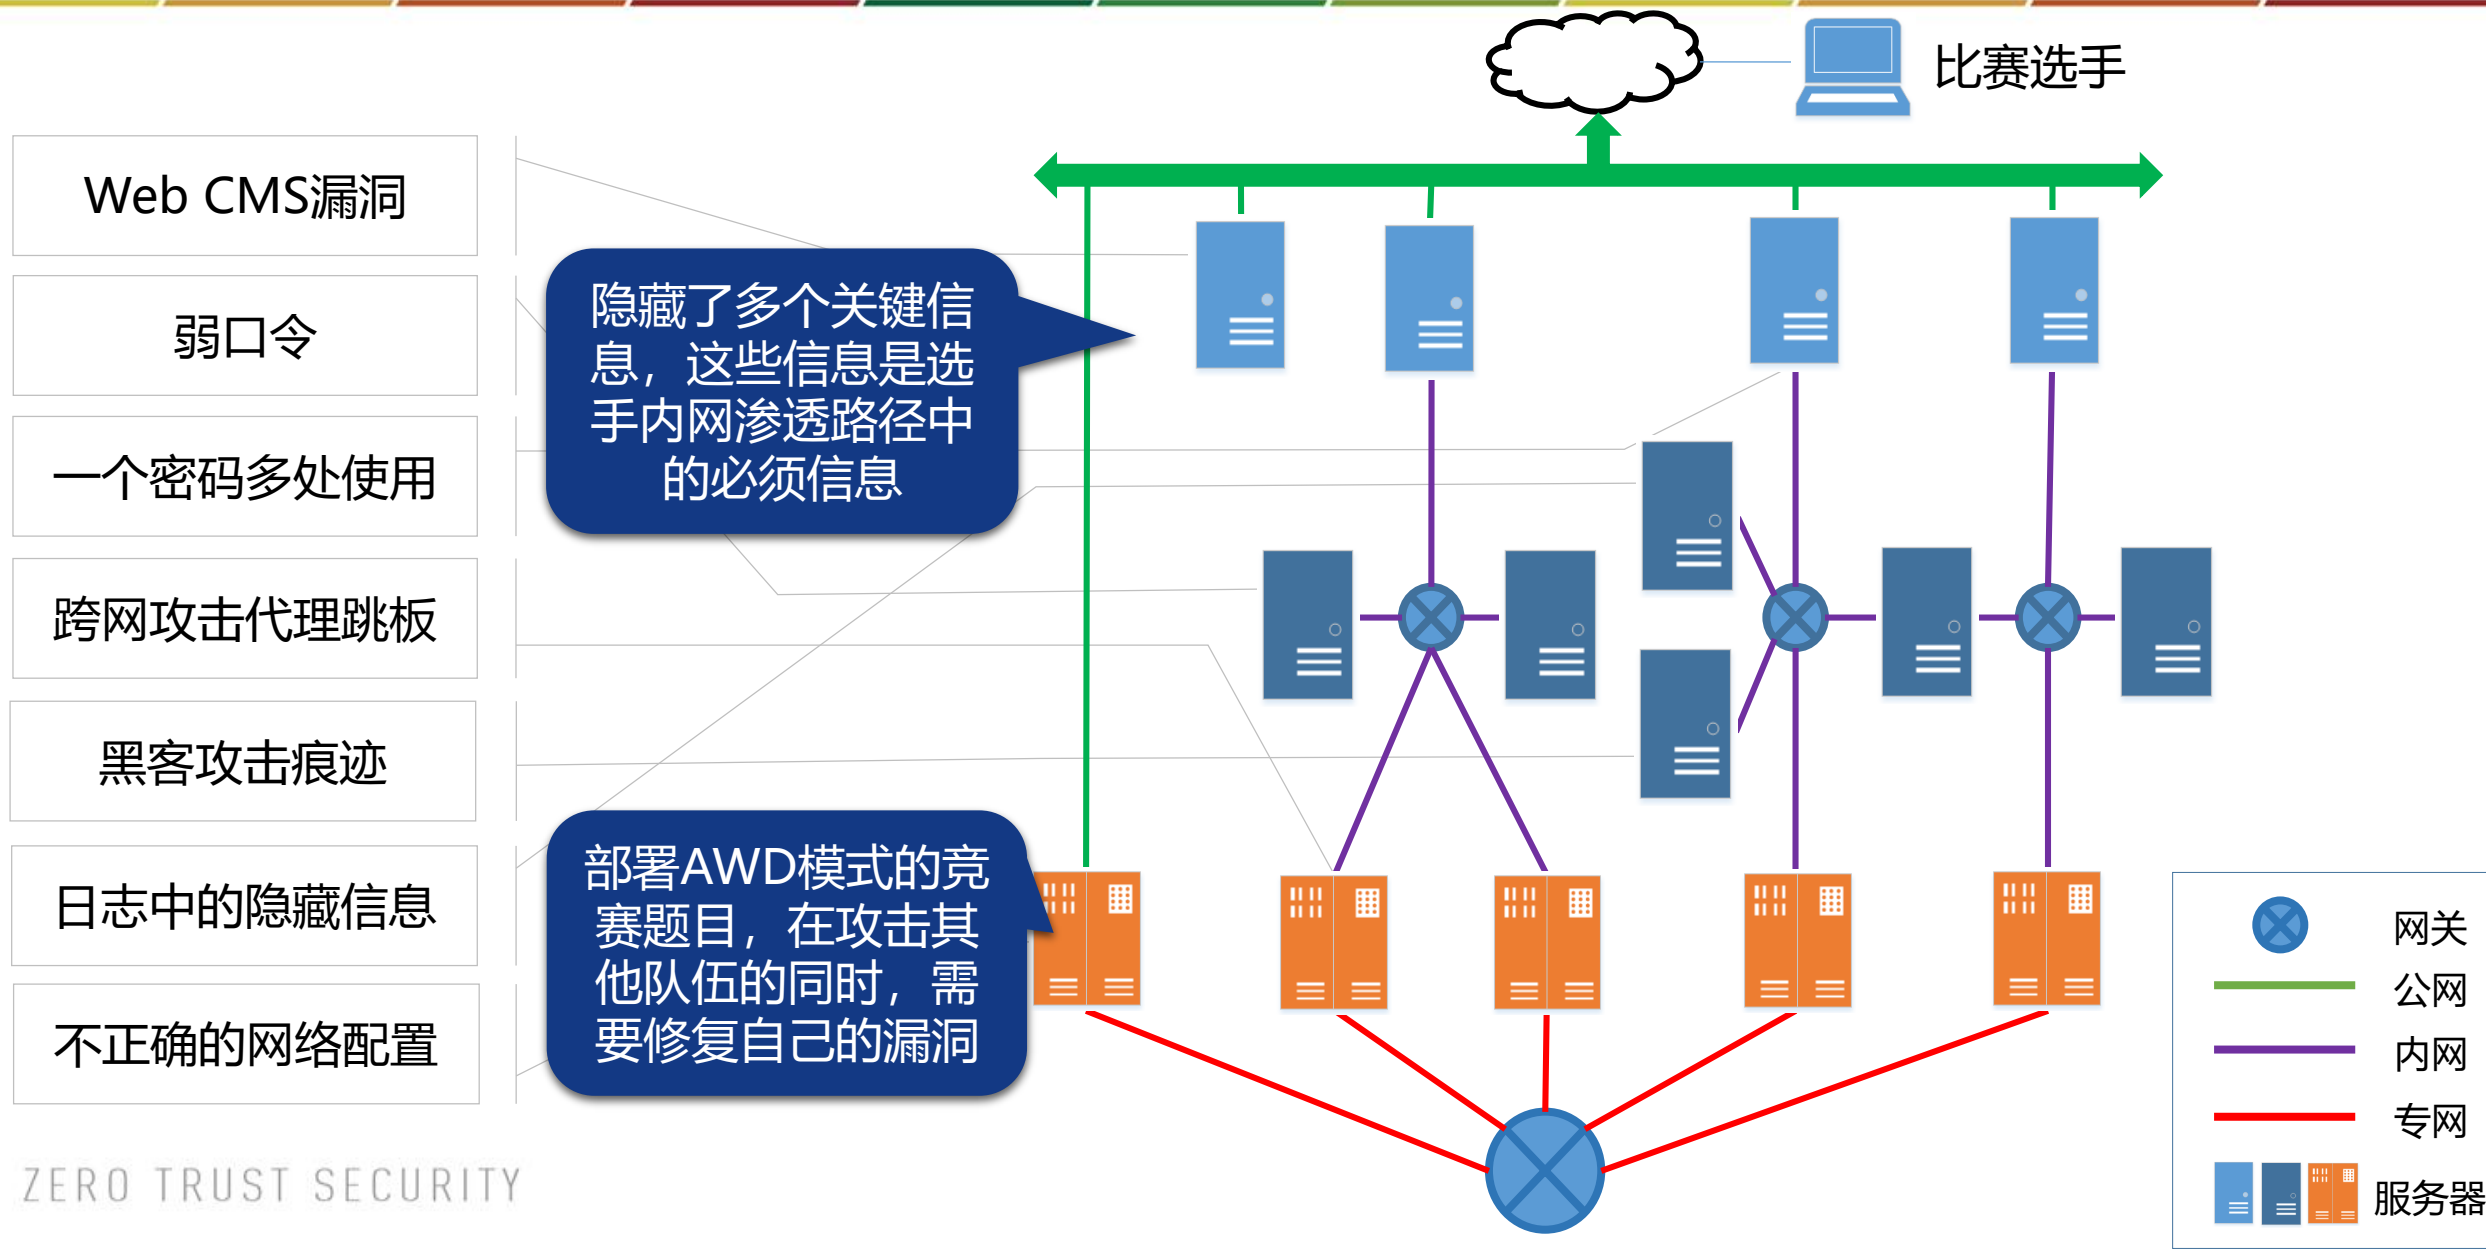 比赛选手
Web CMS漏洞
弱口令
一个密码多处使用
跨网攻击代理跳板
黑客攻击痕迹
日志中的隐藏信息
不正确的网络配置
隐藏了多个关键信
息，这些信息是选
手内网渗透路径中
的必须信息
部署AWD模式的竞
赛题目，在攻击其
他队伍的同时，需
要修复自己的漏洞
网关
公网
内网
专网
服务器
ZERO TRUST SECURITY